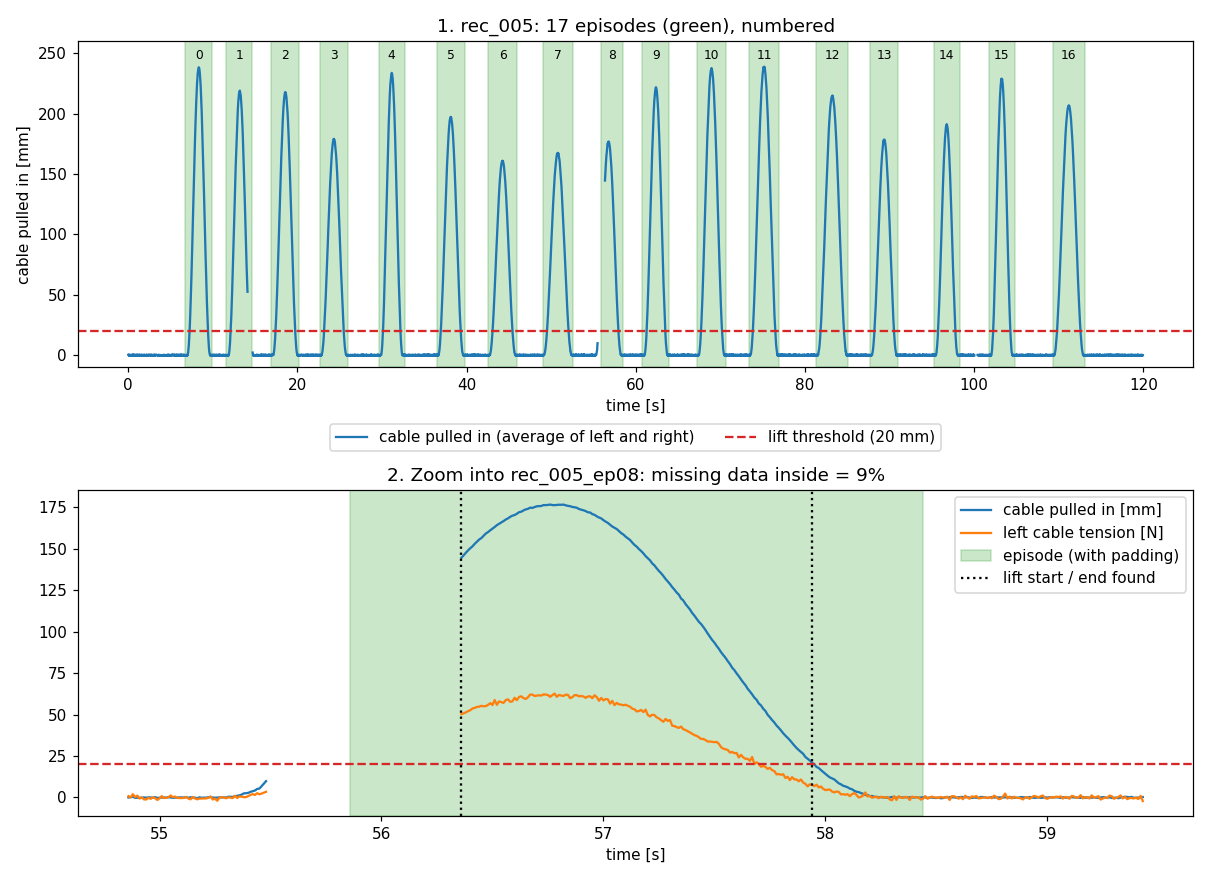 1. rec_005: 17 episodes (green), numbered
0 1 2 3 4 5 6 7 8 9 10 11 12 13 14 15 16
cable pulled in [mm]
250
200
150
100
50
0
0 20 40 60 80 100 120
time [s]
cable pulled in (average of left and right) lift threshold (20 mm)
2. Zoom into rec_005_ep08: missing data inside = 9%
175
150
125
100
75
50
25
0
cable pulled in [mm]
left cable tension [N]
episode (with padding)
lift start / end found
55 56 57 58 59
time [s]